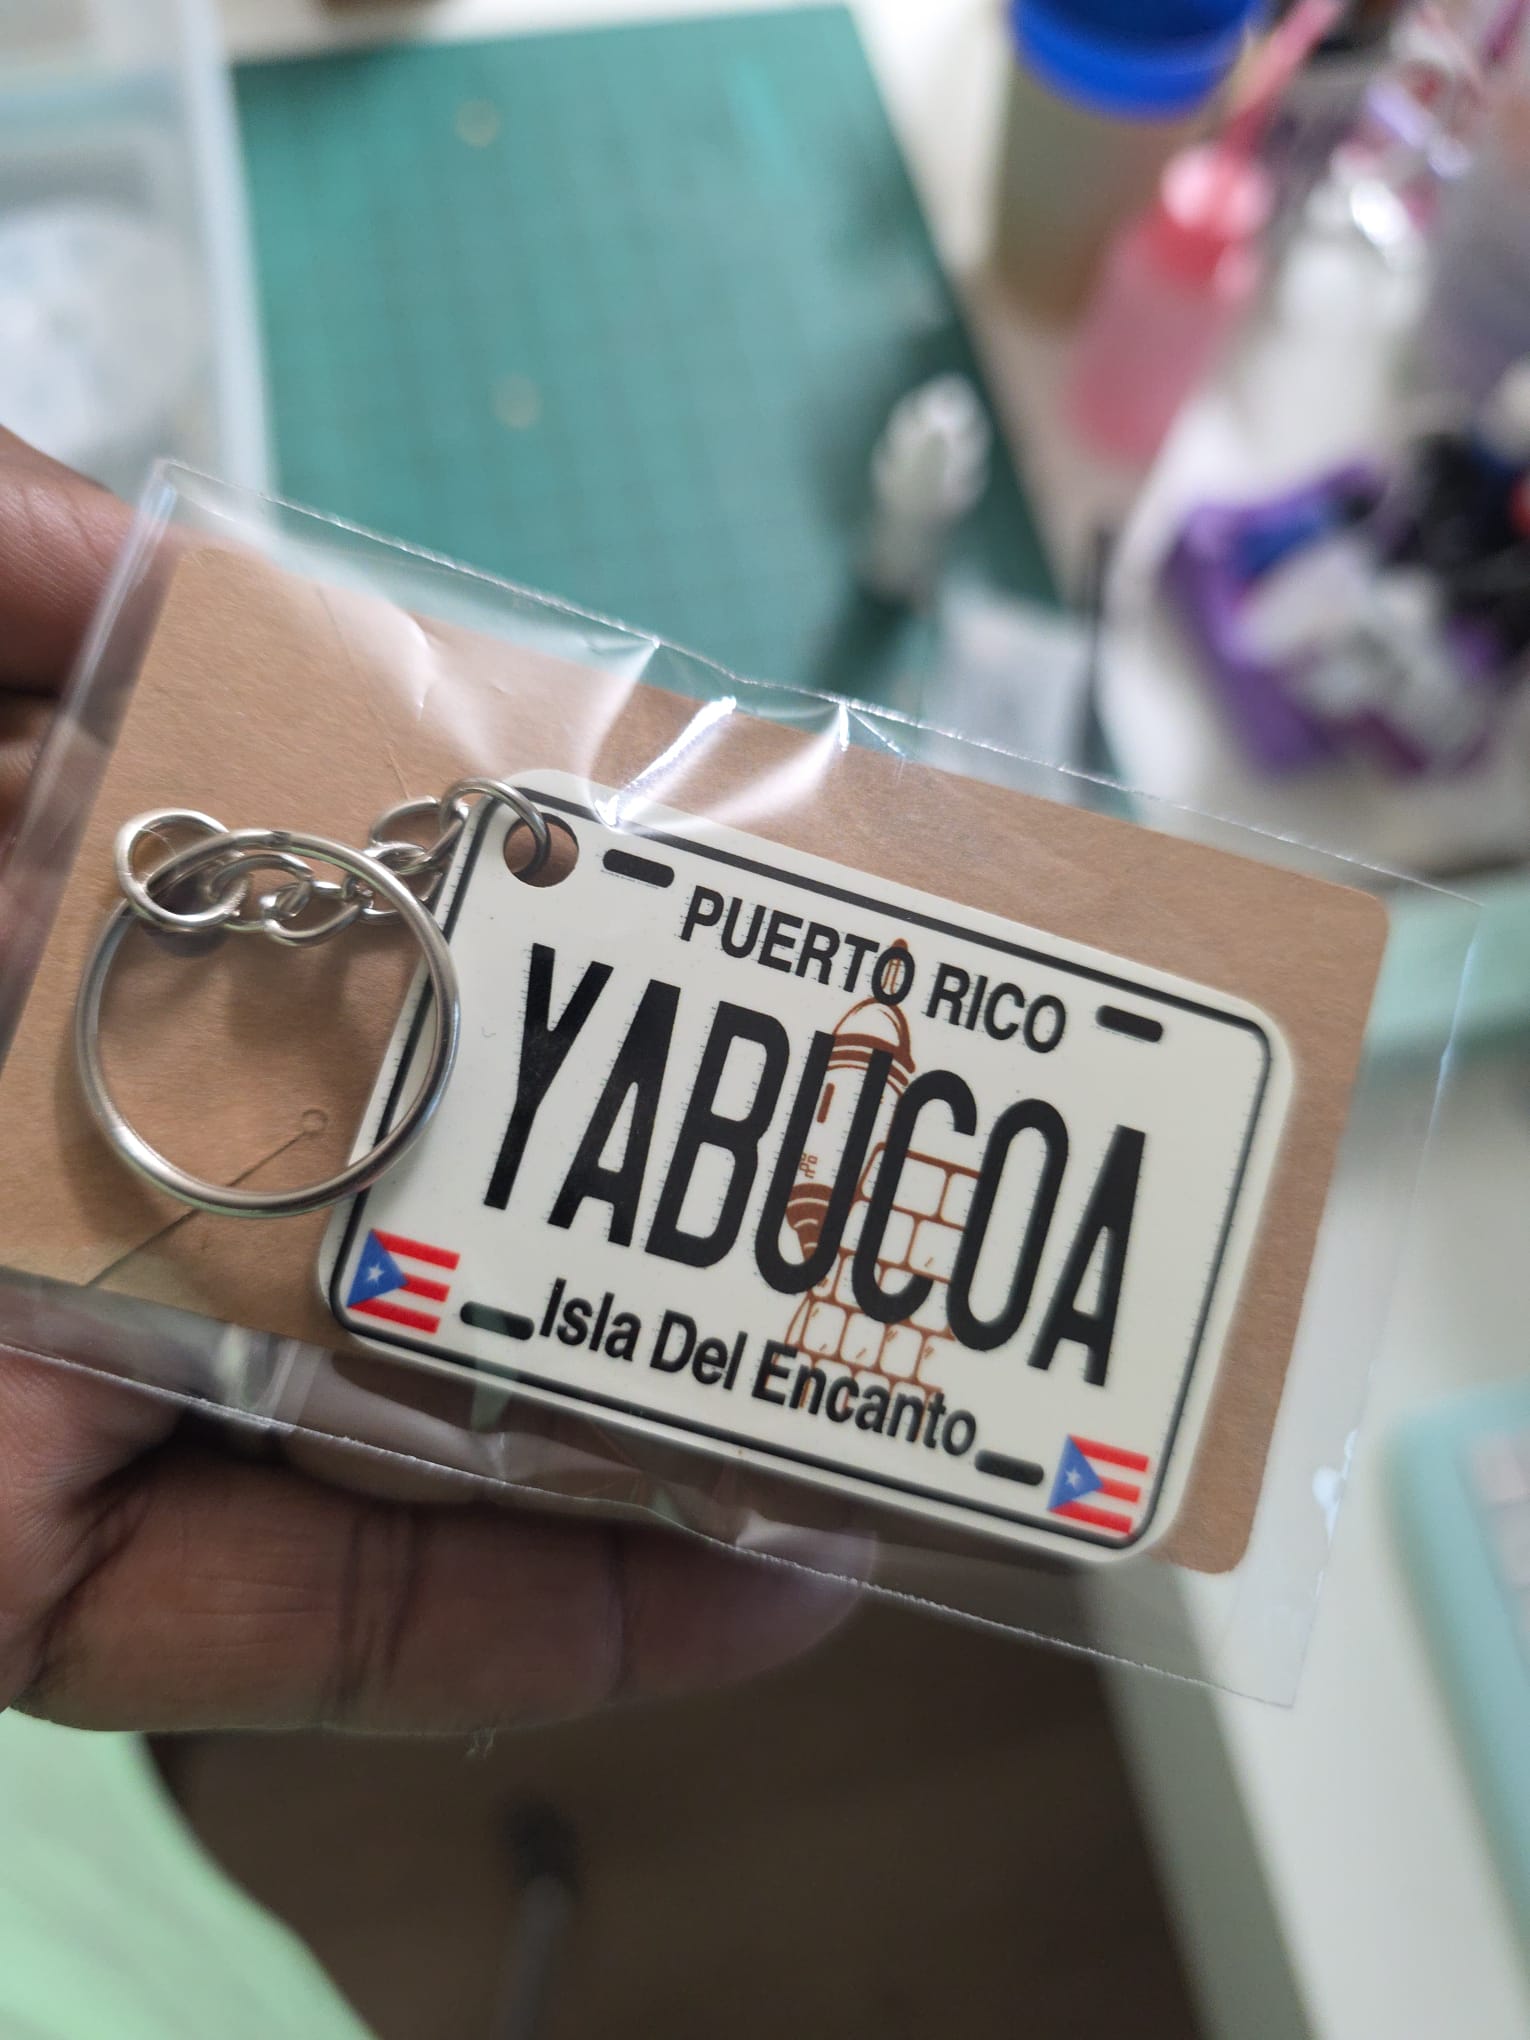 PUERTO RICO
YABUCOA
Isla Del Encanto